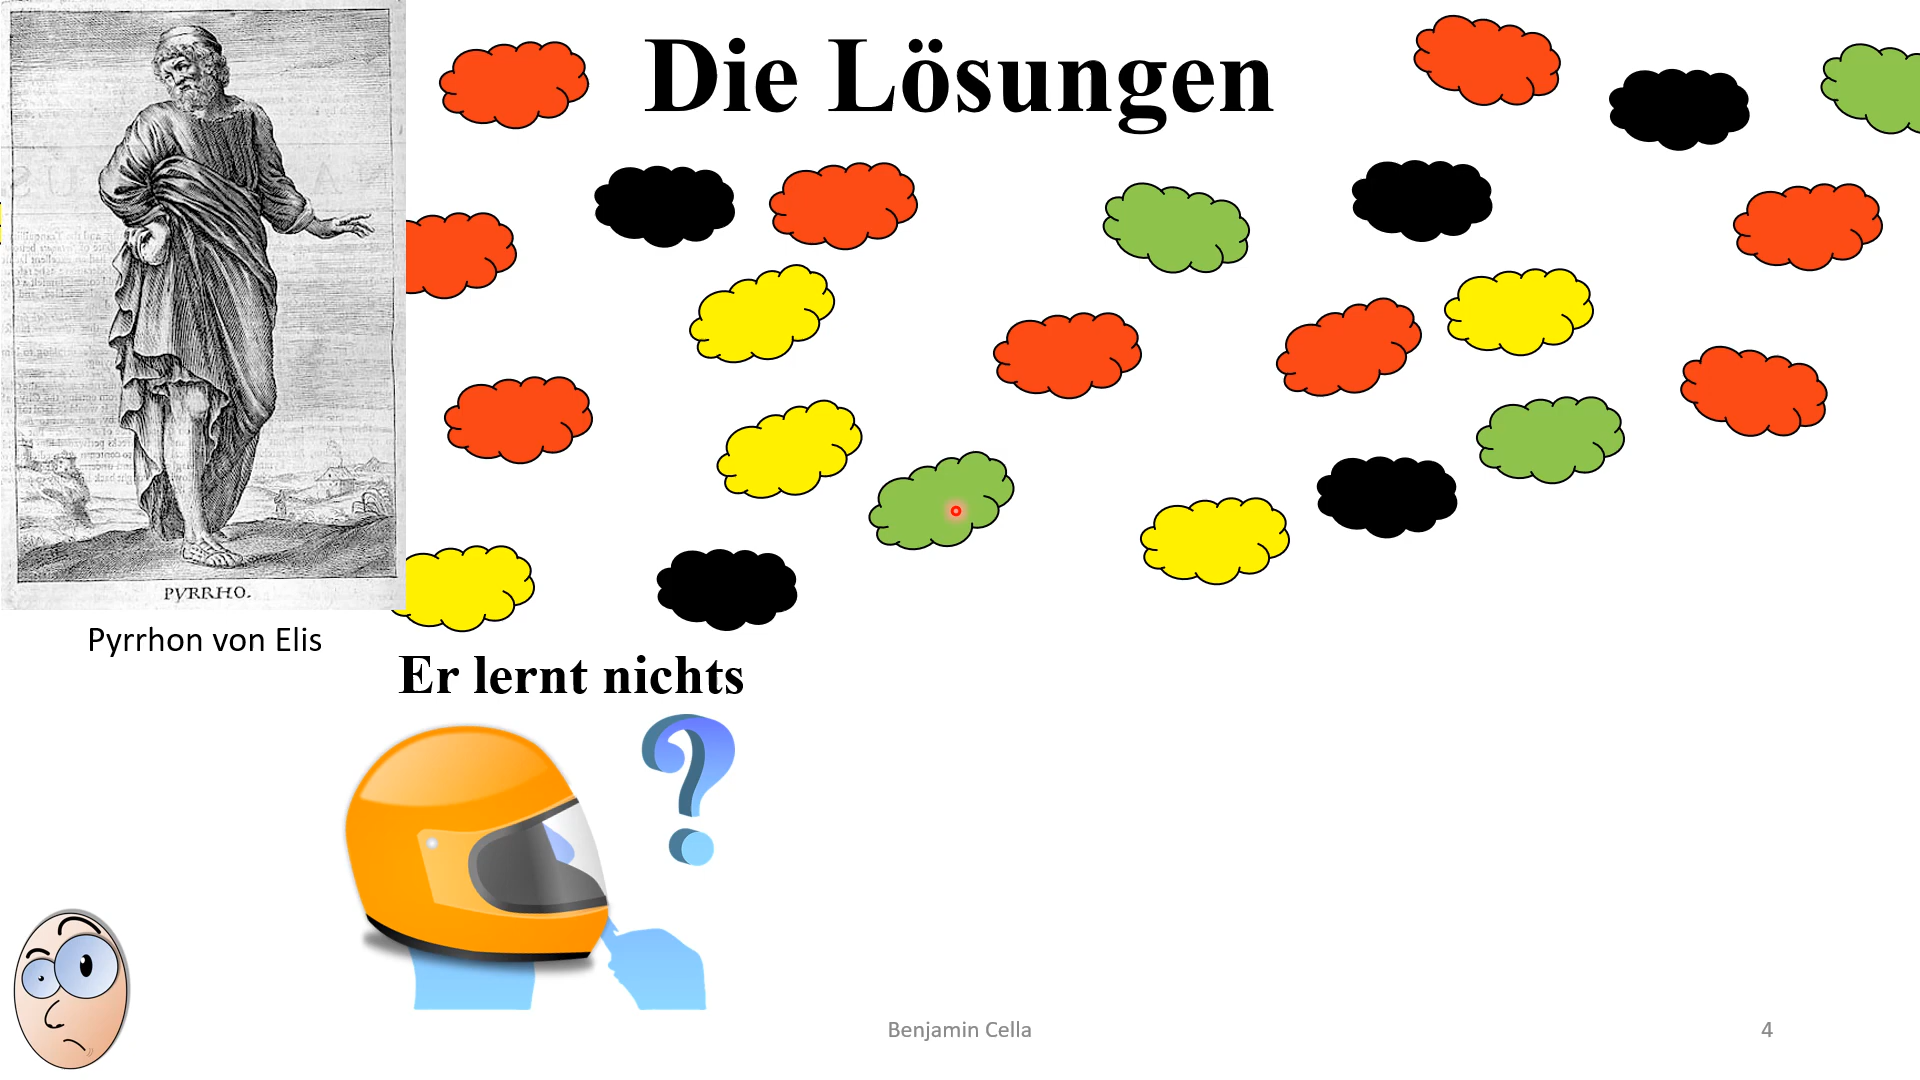 Die Lösungen
PYRRHO.
Pyrrhon von Elis
Er lernt nichts
?
Benjamin Cella
4